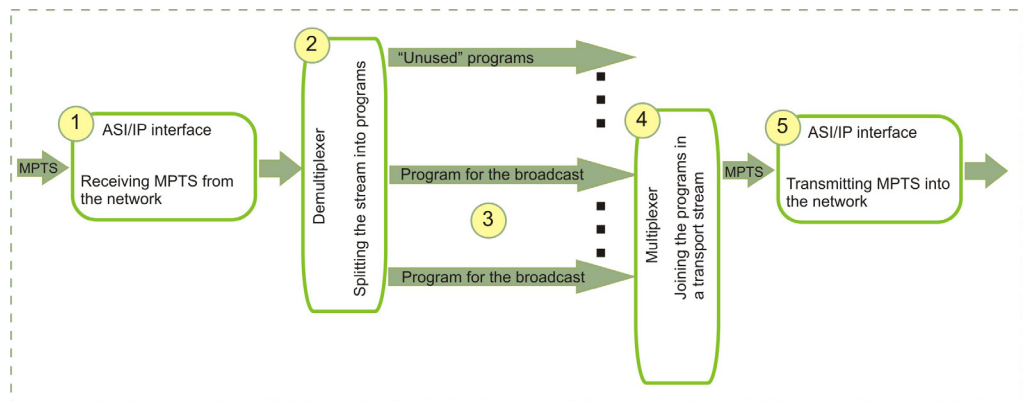 MPTS
1
ASI/IP interface
Receiving MPTS from
the network
2
Demultiplexer
Splitting the stream into programs
“Unused” programs
Program for the broadcast
3
Program for the broadcast
4
Multiplexer
Joining the programs in
a transport stream
MPTS
5
ASI/IP interface
Transmitting MPTS into
the network